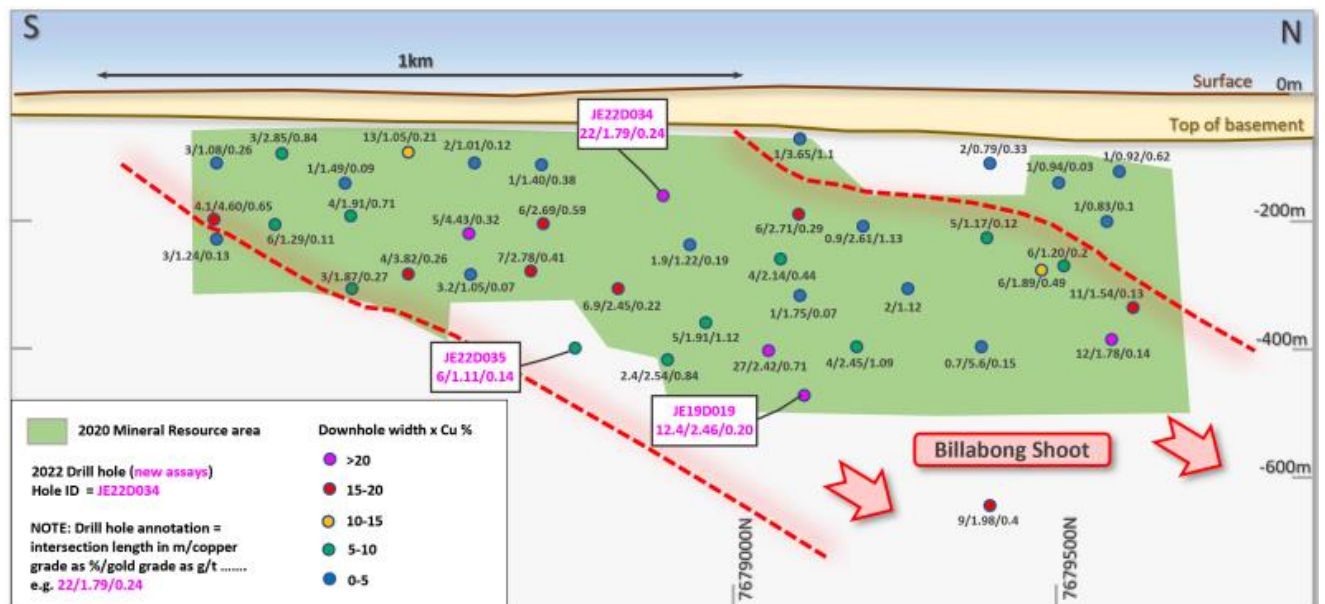 S
N
1km
Surface
0m
Top of basement
JE22D034
22/1.79/0.24
3/2.85/0.84
13/1.05/0.21
2/1.01/0.12
3/1.08/0.26
1/1.49/0.09
1/1.40/0.38
1/3.65/1.1
2/0.79/0.33
1/0.94/0.03
1/0.92/0.62
4.1/4.60/0.65
4/1.91/0.71
5/4.43/0.32
6/2.69/0.59
-200m
6/1.29/0.11
6/2.71/0.29
0.9/2.61/1.13
5/1.17/0.12
1/0.83/0.1
3/1.24/0.13
3/1.87/0.27
4/3.82/0.26
3.2/1.05/0.07
7/2.78/0.41
1.9/1.22/0.19
4/2.14/0.44
6/1.20/0.2
6/1.89/0.49
6.9/2.45/0.22
1/1.75/0.07
2/1.12
11/1.54/0.13
5/1.91/1.12
-400m
JE22D035
6/1.11/0.14
2.4/2.54/0.84
27/2.42/0.71
4/2.45/1.09
0.7/5.6/0.15
12/1.78/0.14
JE19D019
12.4/2.46/0.20
Billabong Shoot
-600m
9/1.98/0.4
7679000N
7679500N
2020 Mineral Resource area
2022 Drill hole (new assays)
Hole ID = JE22D034
NOTE: Drill hole annotation =
intersection length in m/copper
grade as %/gold grade as g/t .......
e.g. 22/1.79/0.24
Downhole width x Cu %
>20
15-20
10-15
5-10
0-5